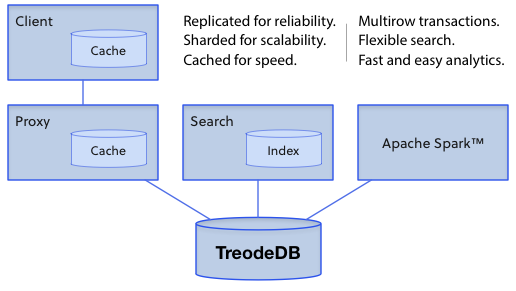 Client
Cache
Replicated for reliability.
Sharded for scalability.
Cached for speed.
Multirow transactions.
Flexible search.
Fast and easy analytics.
Proxy
Cache
Search
Index
Apache Spark™
TreodeDB